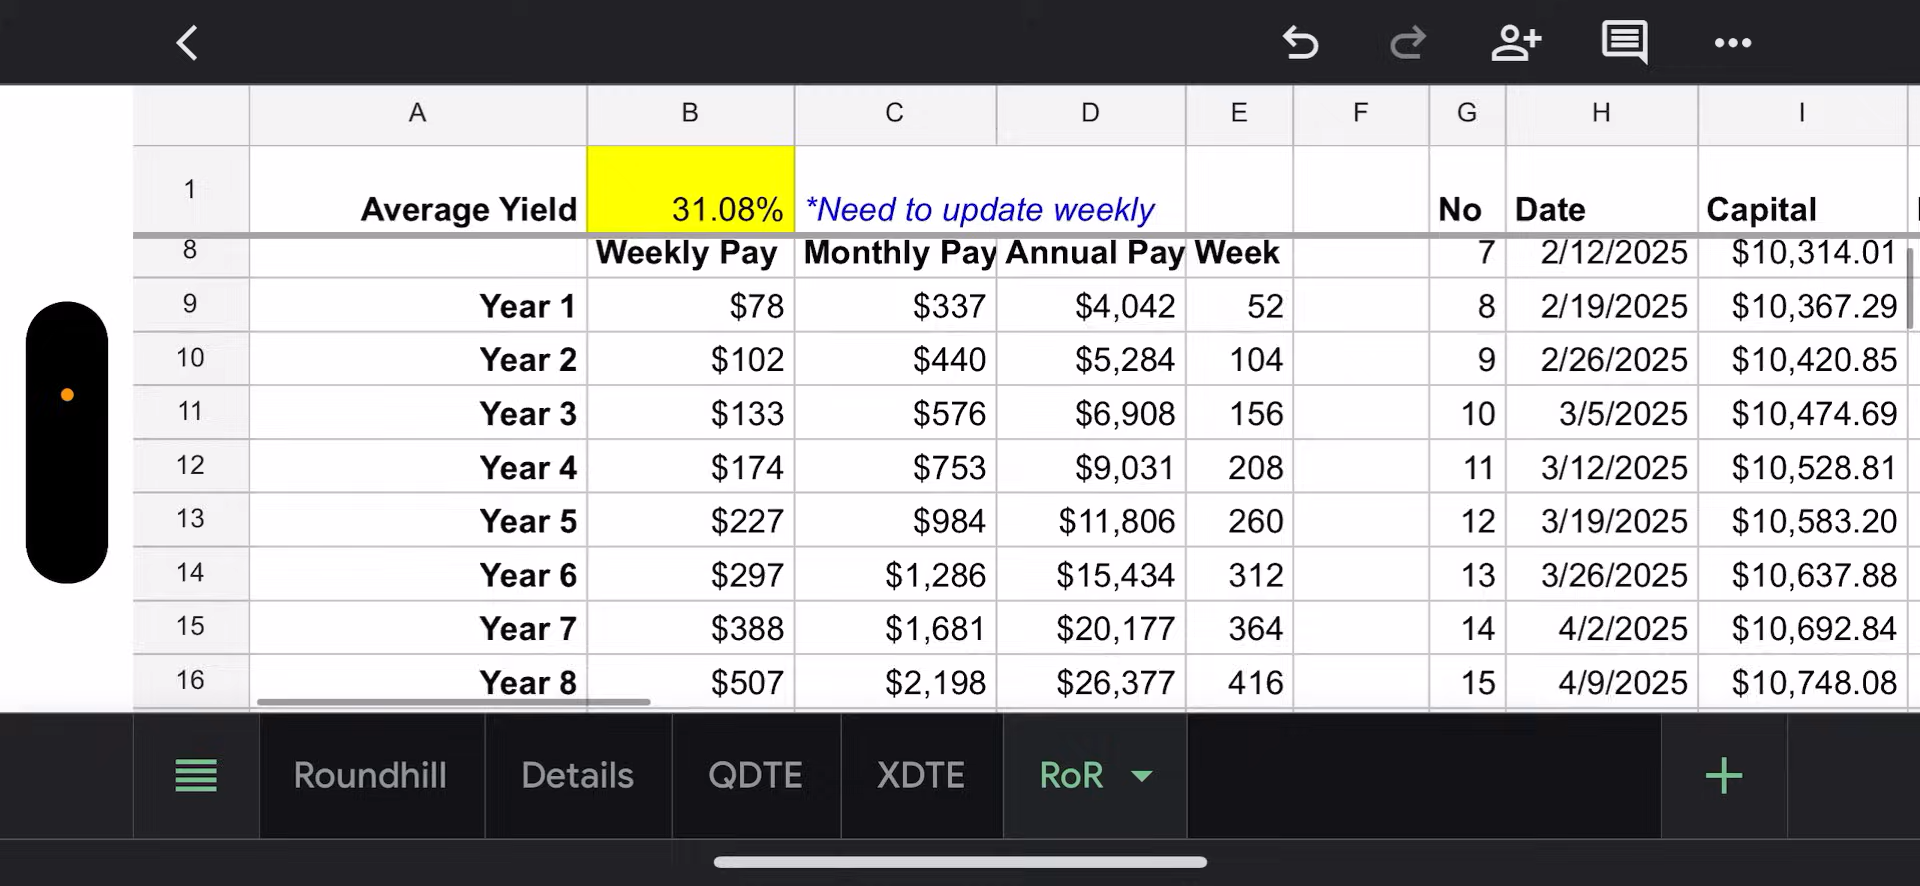 A B C D E F G H I
1 Average Yield 31.08% *Need to update weekly No Date Capital
8 Weekly Pay Monthly Pay Annual Pay Week 7 2/12/2025 $10,314.01
9 Year 1 $78 $337 $4,042 52 8 2/19/2025 $10,367.29
10 Year 2 $102 $440 $5,284 104 9 2/26/2025 $10,420.85
11 Year 3 $133 $576 $6,908 156 10 3/5/2025 $10,474.69
12 Year 4 $174 $753 $9,031 208 11 3/12/2025 $10,528.81
13 Year 5 $227 $984 $11,806 260 12 3/19/2025 $10,583.20
14 Year 6 $297 $1,286 $15,434 312 13 3/26/2025 $10,637.88
15 Year 7 $388 $1,681 $20,177 364 14 4/2/2025 $10,692.84
16 Year 8 $507 $2,198 $26,377 416 15 4/9/2025 $10,748.08
Roundhill Details QDTE XDTE RoR